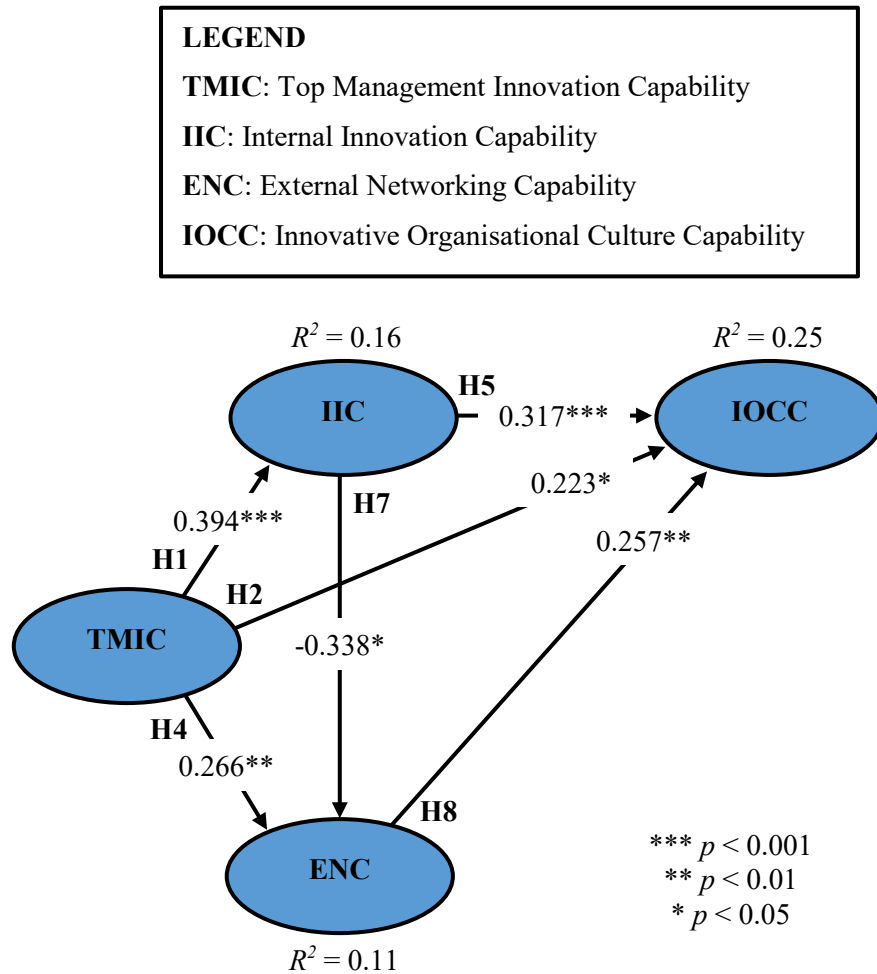 LEGEND
TMIC: Top Management Innovation Capability
IIC: Internal Innovation Capability
ENC: External Networking Capability
IOCC: Innovative Organisational Culture Capability
R² = 0.16
R² = 0.25
IIC
H5
0.317***
IOCC
H7
0.223*
0.394***
0.257**
H1
H2
TMIC
-0.338*
H4
0.266**
H8
ENC
*** p < 0.001
** p < 0.01
* p < 0.05
R² = 0.11